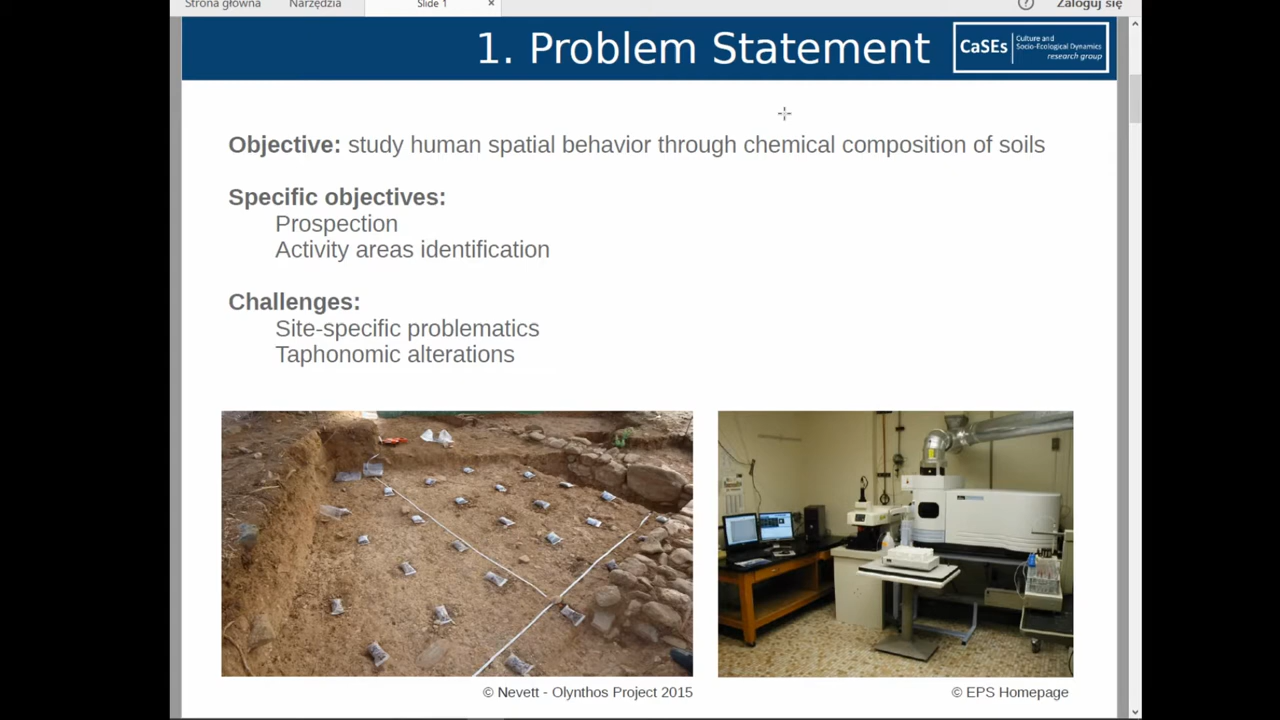 Strona główna
Narzędzia
Slide 1
×
?
Zaloguj się
1. Problem Statement
CaSEs
Culture and
Socio-Ecological Dynamics
research group
Objective: study human spatial behavior through chemical composition of soils
Specific objectives:
Prospection
Activity areas identification
Challenges:
Site-specific problematics
Taphonomic alterations
© Nevett - Olynthos Project 2015
© EPS Homepage